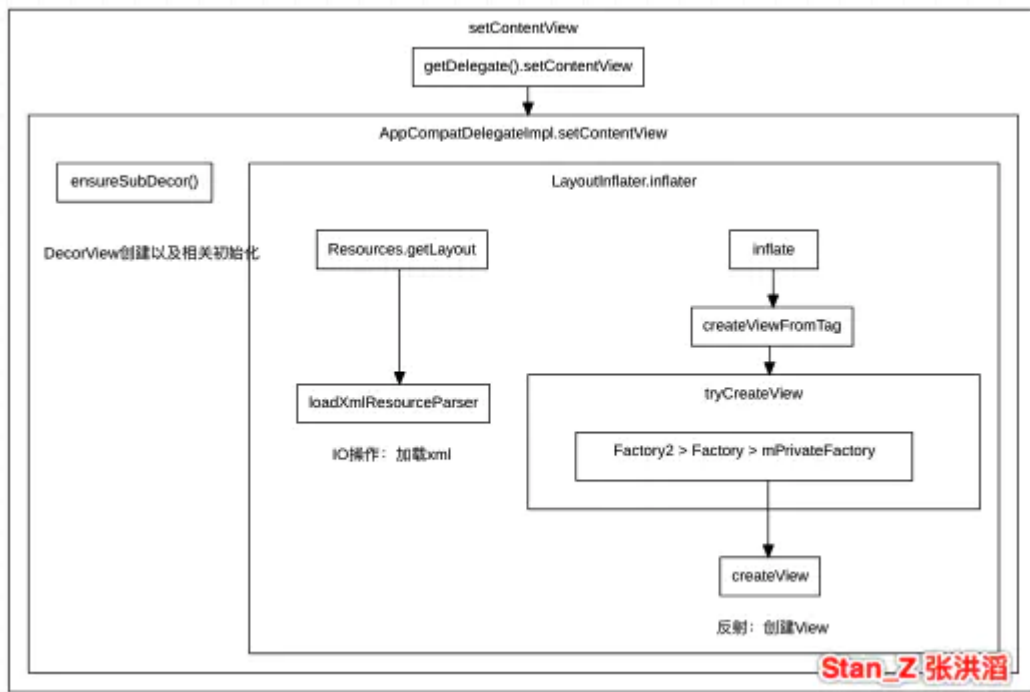 setContentView
getDelegate().setContentView
AppCompatDelegateImpl.setContentView
ensureSubDecor()
DecorView创建以及相关初始化
LayoutInflater.inflater
Resources.getLayout
loadXmlResourceParser
IO操作：加载xml
inflate
createViewFromTag
tryCreateView
Factory2 > Factory > mPrivateFactory
createView
反射：创建View
Stan_Z 张洪滔